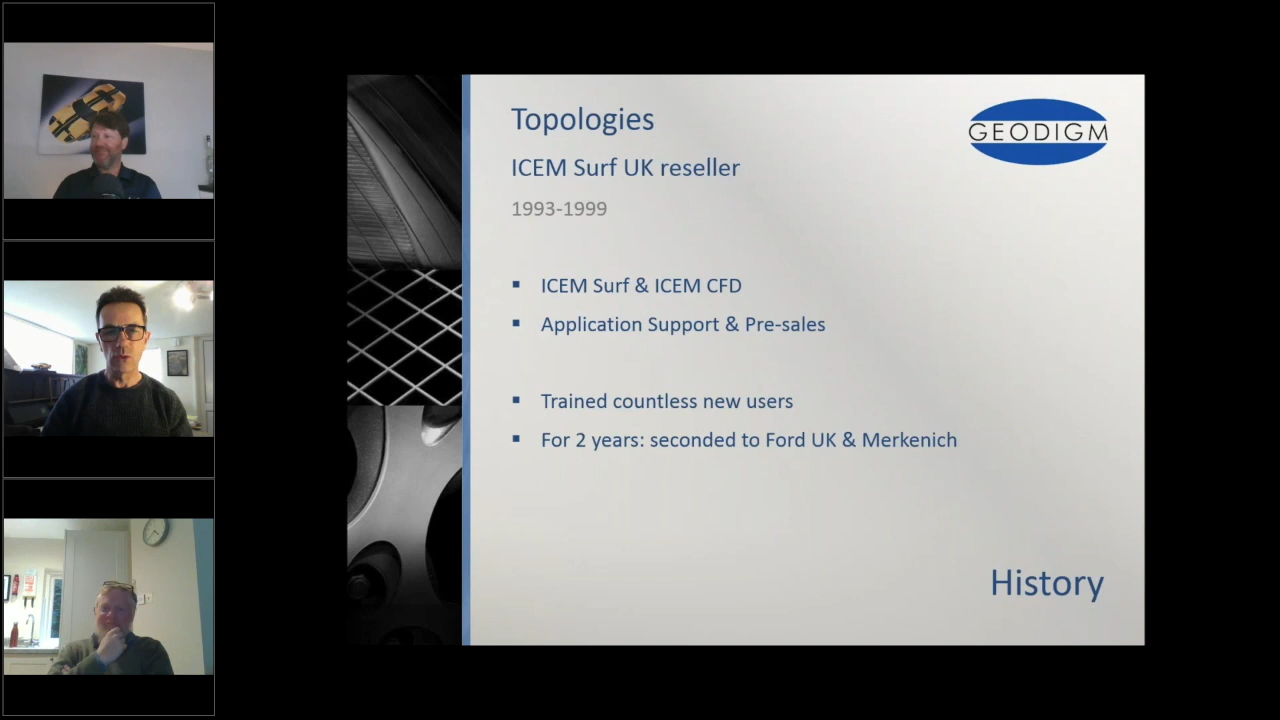 Topologies
GEODIGM
ICEM Surf UK reseller
1993-1999
▪ ICEM Surf & ICEM CFD
▪ Application Support & Pre-sales
▪ Trained countless new users
▪ For 2 years: seconded to Ford UK & Merkenich
History